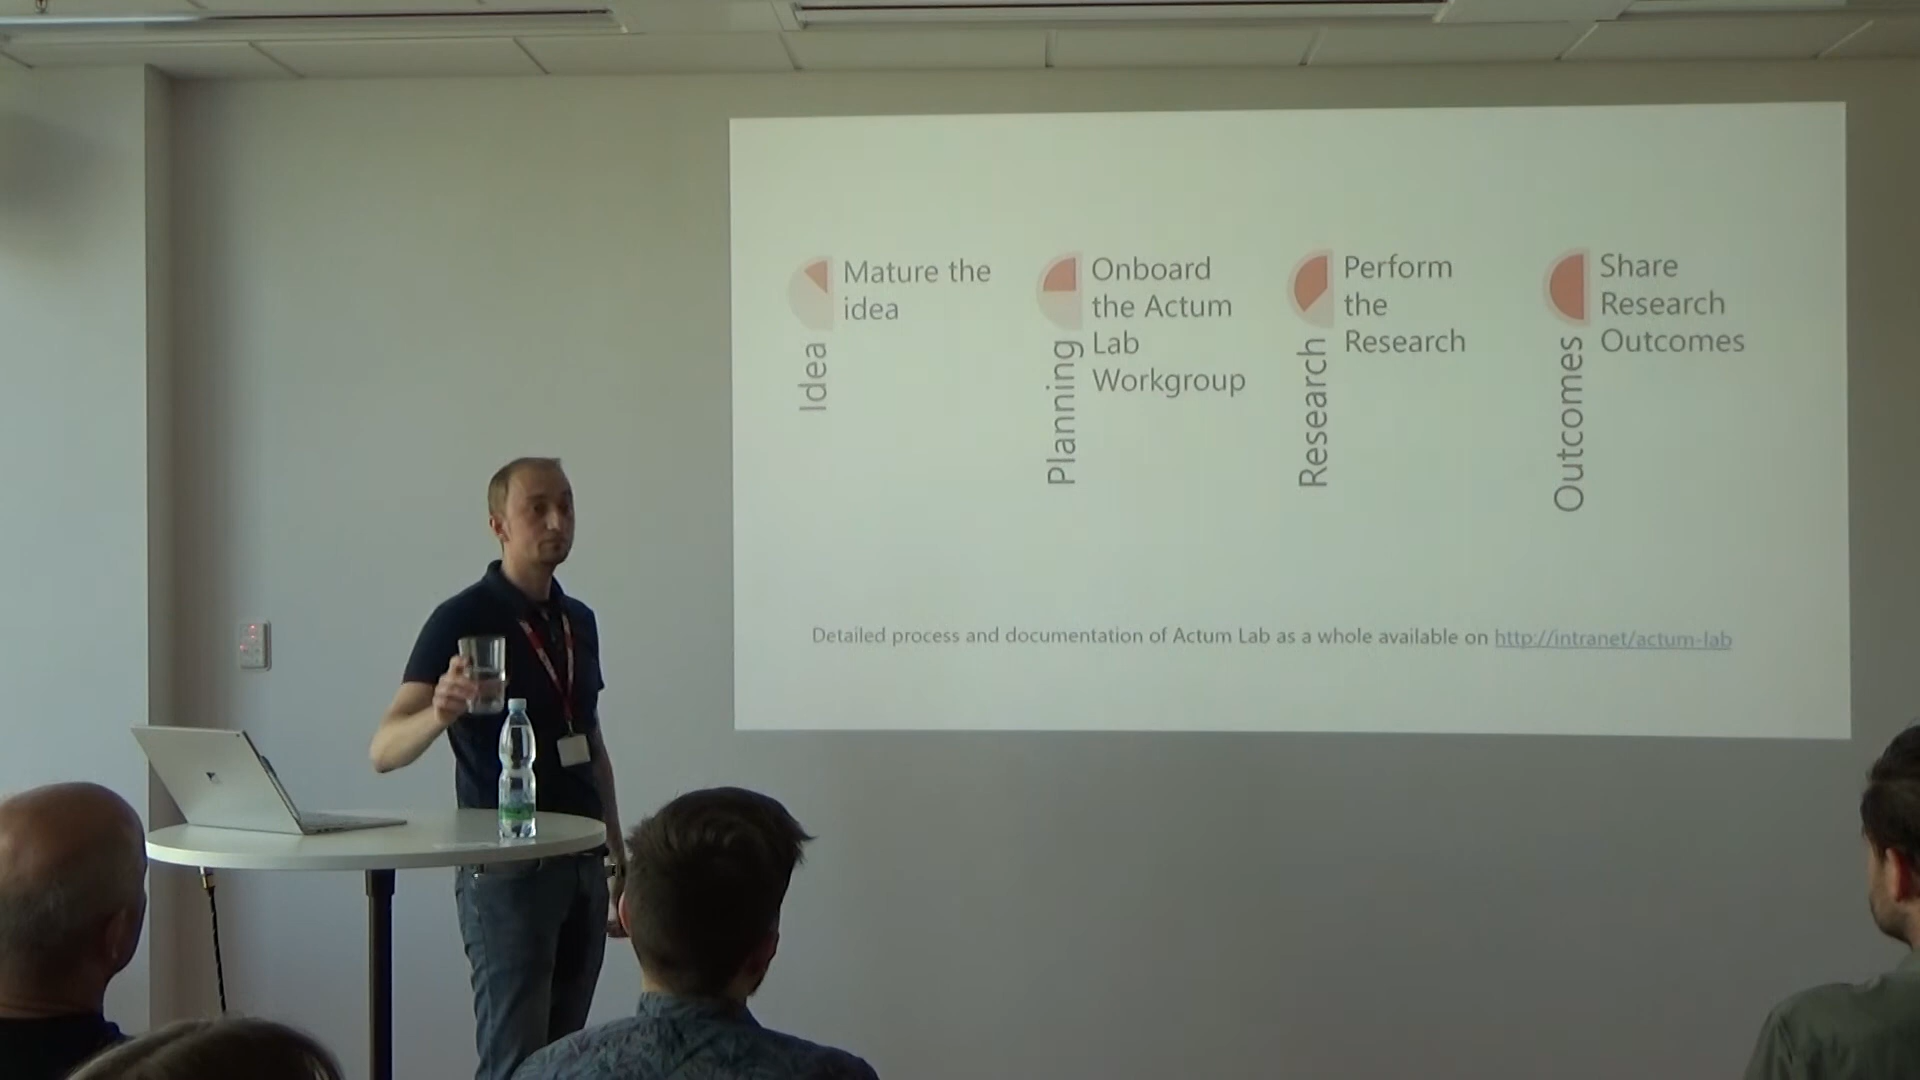 Idea
Mature the
idea
Planning
Onboard
the Actum
Lab
Workgroup
Research
Perform
the
Research
Outcomes
Share
Research
Outcomes
Detailed process and documentation of Actum Lab as a whole available on http://intranet/actum-lab